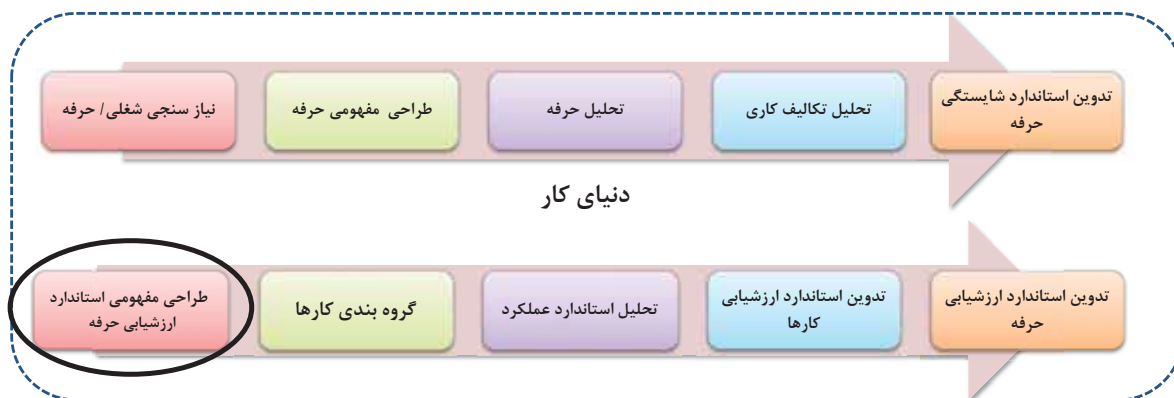 نیاز سنجی شغلی/ حرفه
طراحی مفهومی حرفه
تحلیل حرفه
تحلیل تکالیف کاری
تدوین استاندارد شایستگی
حرفه
دنیای کار
طراحی مفهومی استاندارد
ارزشیابی حرفه
گروه بندی کارها
تحلیل استاندارد عملکرد
تدوین استاندارد ارزشیابی
کارها
تدوین استاندارد ارزشیابی
حرفه